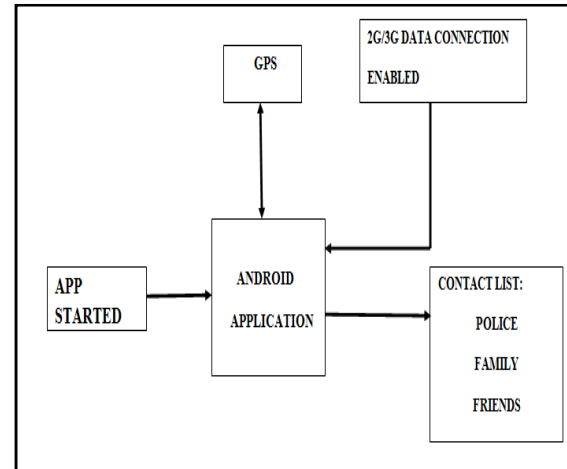 GPS
2G/3G DATA CONNECTION
ENABLED
APP
STARTED
ANDROID
APPLICATION
CONTACT LIST:
POLICE
FAMILY
FRIENDS